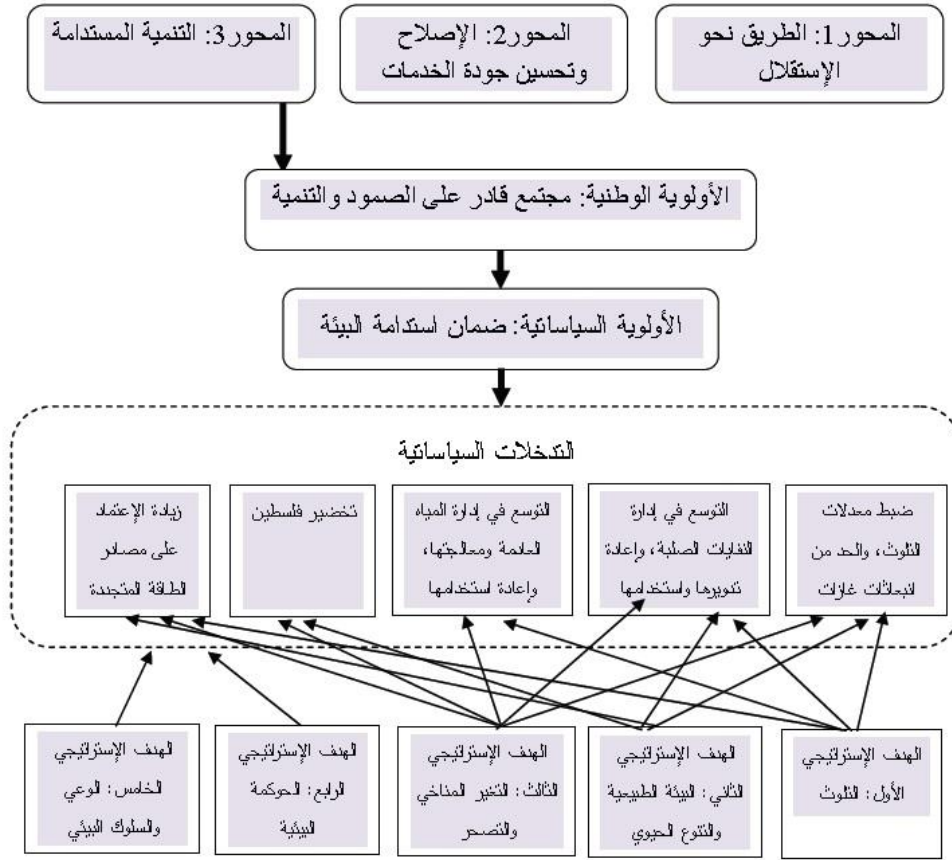 المحور1: الطريق نحو
الإستقلال
المحور2: الإصلاح
وتحسين جودة الخدمات
المحور3: التنمية المستدامة
الأولوية الوطنية: مجتمع قادر على الصمود والتنمية
الأولوية السياساتية: ضمان استدامة البيئة
التدخلات السياساتية
ضبط معدلات
التلوث، والحد من
انبعاثات غازات
التوسع في إدارة
النفايات الصلبة، وإعادة
تدويرها واستخدامها
التوسع في إدارة المياه
العادمة ومعالجتها،
وإعادة استخدامها
تخضير فلسطين
زيادة الإعتماد
على مصادر
الطاقة المتجددة
الهدف الإستراتيجي
الأول: التلوث
الهدف الإستراتيجي
الثاني: البيئة الطبيعية
والتنوع الحيوي
الهدف الإستراتيجي
الثالث: التغير المناخي
والتصحر
الهدف الإستراتيجي
الرابع: الحوكمة
البيئية
الهدف الإستراتيجي
الخامس: الوعي
والسلوك البيئي